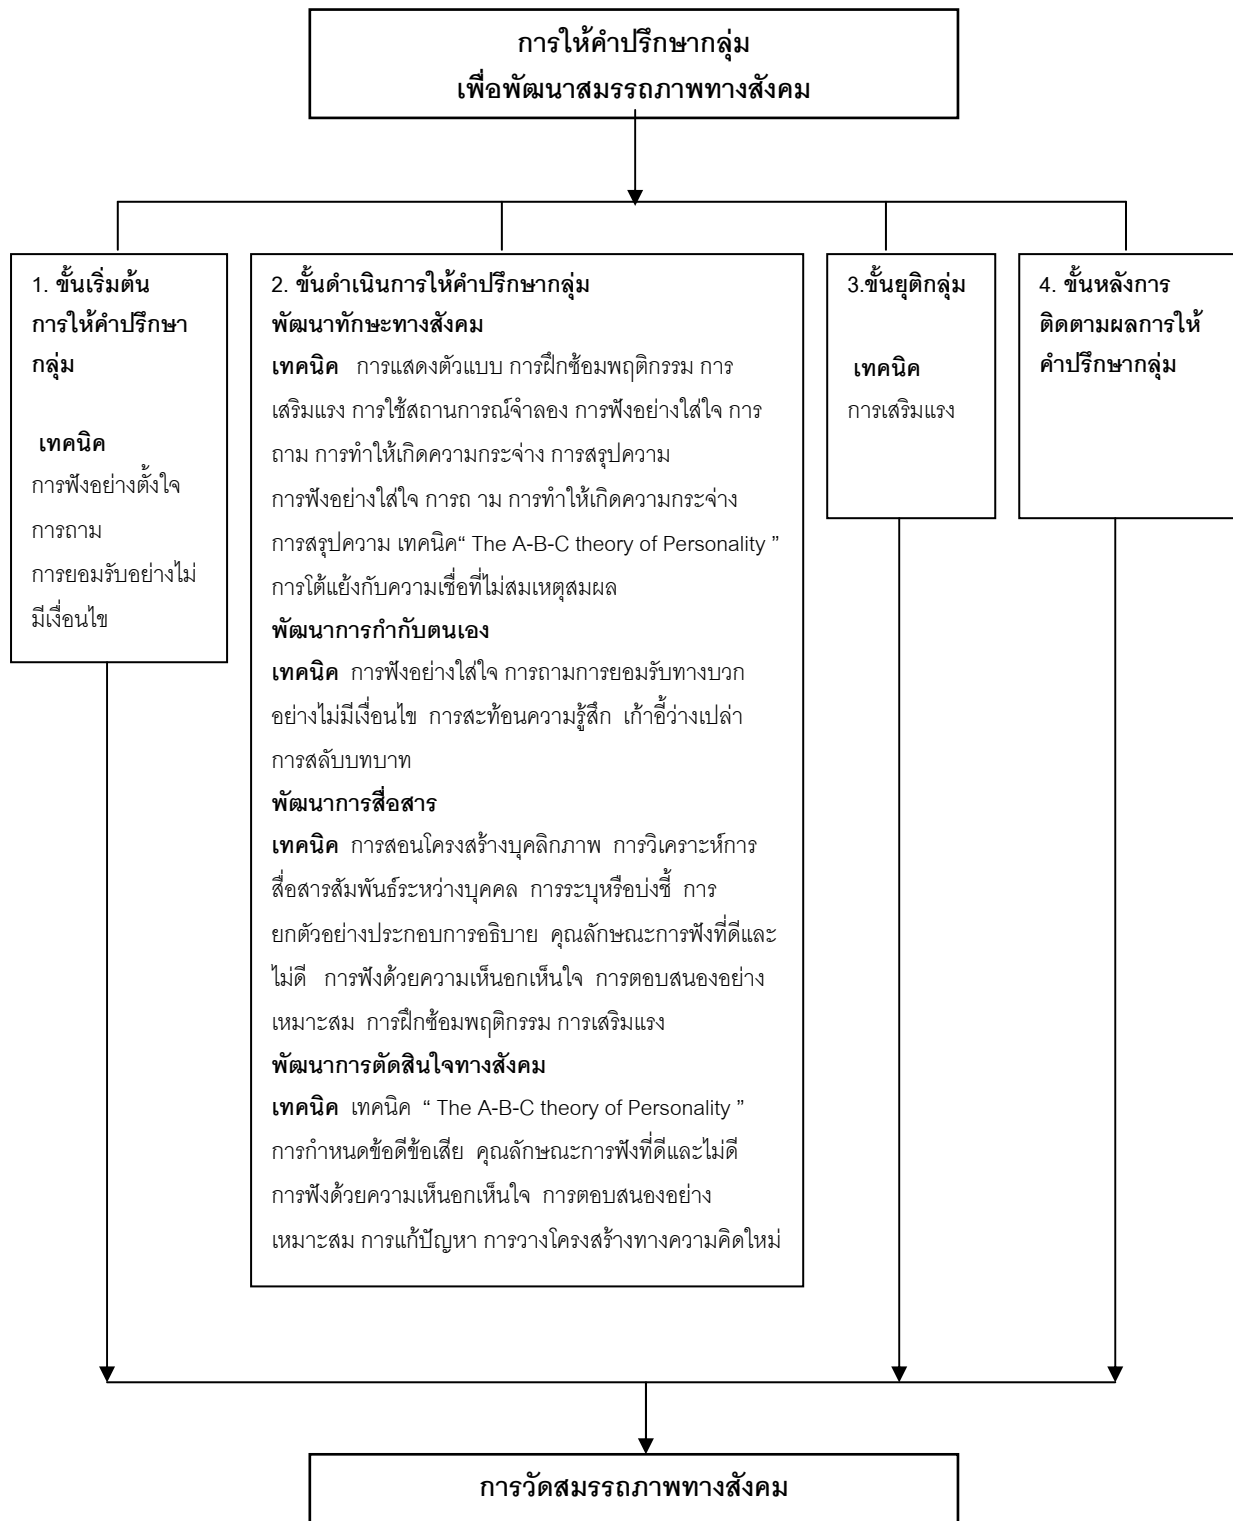 การให้คำปรึกษากลุ่ม
เพื่อพัฒนาสมรรถภาพทางสังคม
1. ขั้นเริ่มต้น
การให้คำปรึกษา
กลุ่ม
เทคนิค
การฟังอย่างตั้งใจ
การถาม
การยอมรับอย่างไม่
มีเงื่อนไข
2. ขั้นดำเนินการให้คำปรึกษากลุ่ม
พัฒนาทักษะทางสังคม
เทคนิค การแสดงตัวแบบ การฝึกซ้อมพฤติกรรม การ
เสริมแรง การใช้สถานการณ์จำลอง การฟังอย่างใส่ใจ การ
ถาม การทำให้เกิดความกระจ่าง การสรุปความ
การฟังอย่างใส่ใจ การถ าม การทำให้เกิดความกระจ่าง
การสรุปความ เทคนิค“ The A-B-C theory of Personality ”
การโต้แย้งกับความเชื่อที่ไม่สมเหตุสมผล
พัฒนาการกำกับตนเอง
เทคนิค การฟังอย่างใส่ใจ การถามการยอมรับทางบวก
อย่างไม่มีเงื่อนไข การสะท้อนความรู้สึก เก้าอี้ว่างเปล่า
การสลับบทบาท
พัฒนาการสื่อสาร
เทคนิค การสอนโครงสร้างบุคลิกภาพ การวิเคราะห์การ
สื่อสารสัมพันธ์ระหว่างบุคคล การระบุหรือบ่งชี้ การ
ยกตัวอย่างประกอบการอธิบาย คุณลักษณะการฟังที่ดีและ
ไม่ดี การฟังด้วยความเห็นอกเห็นใจ การตอบสนองอย่าง
เหมาะสม การฝึกซ้อมพฤติกรรม การเสริมแรง
พัฒนาการตัดสินใจทางสังคม
เทคนิค เทคนิค “ The A-B-C theory of Personality ”
การกำหนดข้อดีข้อเสีย คุณลักษณะการฟังที่ดีและไม่ดี
การฟังด้วยความเห็นอกเห็นใจ การตอบสนองอย่าง
เหมาะสม การแก้ปัญหา การวางโครงสร้างทางความคิดใหม่
3.ขั้นยุติกลุ่ม
เทคนิค
การเสริมแรง
4. ขั้นหลังการ
ติดตามผลการให้
คำปรึกษากลุ่ม
การวัดสมรรถภาพทางสังคม